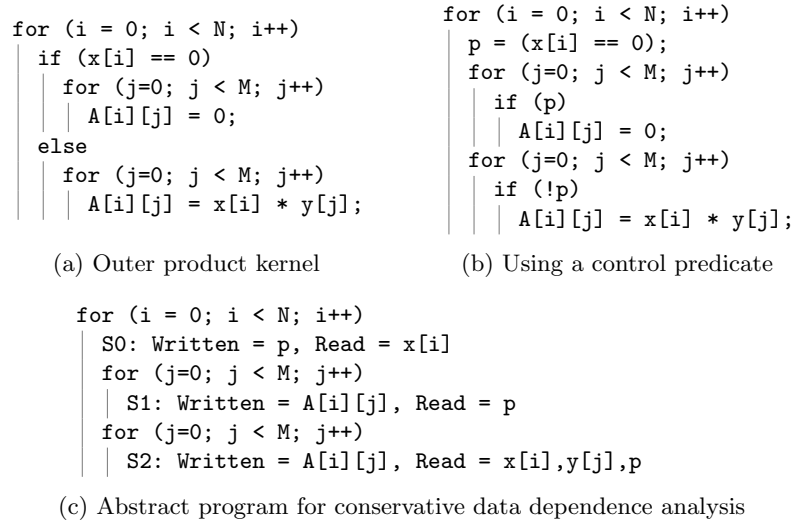 for (i = 0; i < N; i++)
if (x[i] == 0)
for (j=0; j < M; j++)
A[i][j] = 0;
else
for (j=0; j < M; j++)
A[i][j] = x[i] * y[j];
(a) Outer product kernel
for (i = 0; i < N; i++)
p = (x[i] == 0);
for (j=0; j < M; j++)
if (p)
A[i][j] = 0;
for (j=0; j < M; j++)
if (!p)
A[i][j] = x[i] * y[j];
(b) Using a control predicate
for (i = 0; i < N; i++)
S0: Written = p, Read = x[i]
for (j=0; j < M; j++)
S1: Written = A[i][j], Read = p
for (j=0; j < M; j++)
S2: Written = A[i][j], Read = x[i],y[j],p
(c) Abstract program for conservative data dependence analysis